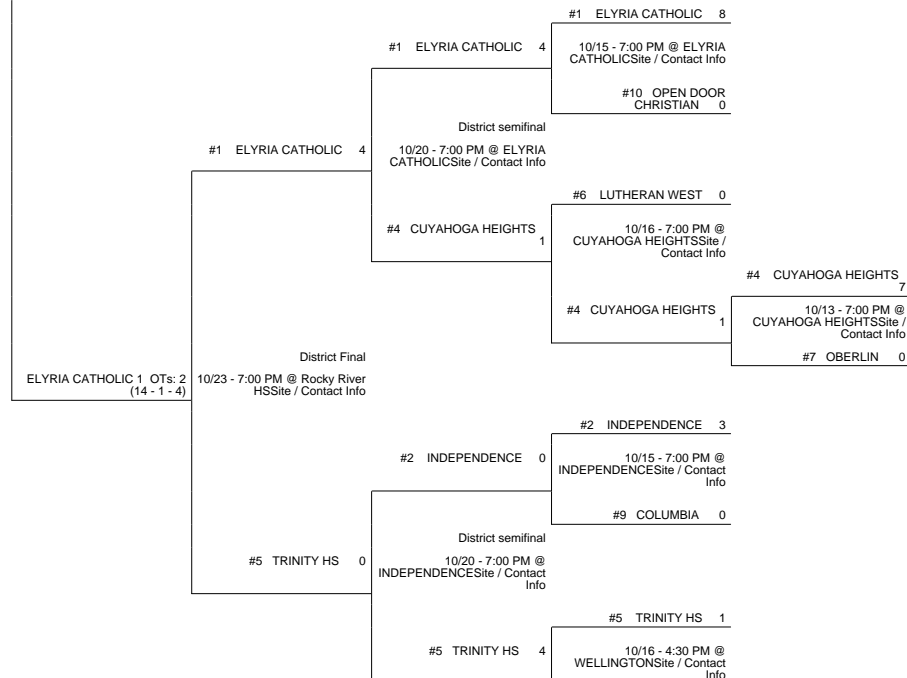 #1 ELYRIA CATHOLIC 8
#1 ELYRIA CATHOLIC 4
10/15 - 7:00 PM @ ELYRIA
CATHOLICSite / Contact Info
#10 OPEN DOOR
CHRISTIAN 0
District semifinal
#1 ELYRIA CATHOLIC 4
10/20 - 7:00 PM @ ELYRIA
CATHOLICSite / Contact Info
#6 LUTHERAN WEST 0
#4 CUYAHOGA HEIGHTS
1
10/16 - 7:00 PM @
CUYAHOGA HEIGHTSSite /
Contact Info
#4 CUYAHOGA HEIGHTS
7
#4 CUYAHOGA HEIGHTS
1
10/13 - 7:00 PM @
CUYAHOGA HEIGHTSSite /
Contact Info
#7 OBERLIN 0
District Final
ELYRIA CATHOLIC 1 OTs: 2
(14 - 1 - 4)
10/23 - 7:00 PM @ Rocky River
HSSite / Contact Info
#2 INDEPENDENCE 3
#2 INDEPENDENCE 0
10/15 - 7:00 PM @
INDEPENDENCESite / Contact
Info
#9 COLUMBIA 0
District semifinal
#5 TRINITY HS 0
10/20 - 7:00 PM @
INDEPENDENCESite / Contact
Info
#5 TRINITY HS 1
#5 TRINITY HS 4
10/16 - 4:30 PM @
WELLINGTONSite / Contact
Info